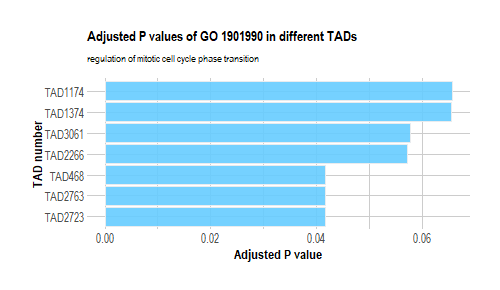 Adjusted P values of GO 1901990 in different TADs
regulation of mitotic cell cycle phase transition
TAD number
TAD1174
TAD1374
TAD3061
TAD2266
TAD468
TAD2763
TAD2723
0.00 0.02 0.04 0.06
Adjusted P value